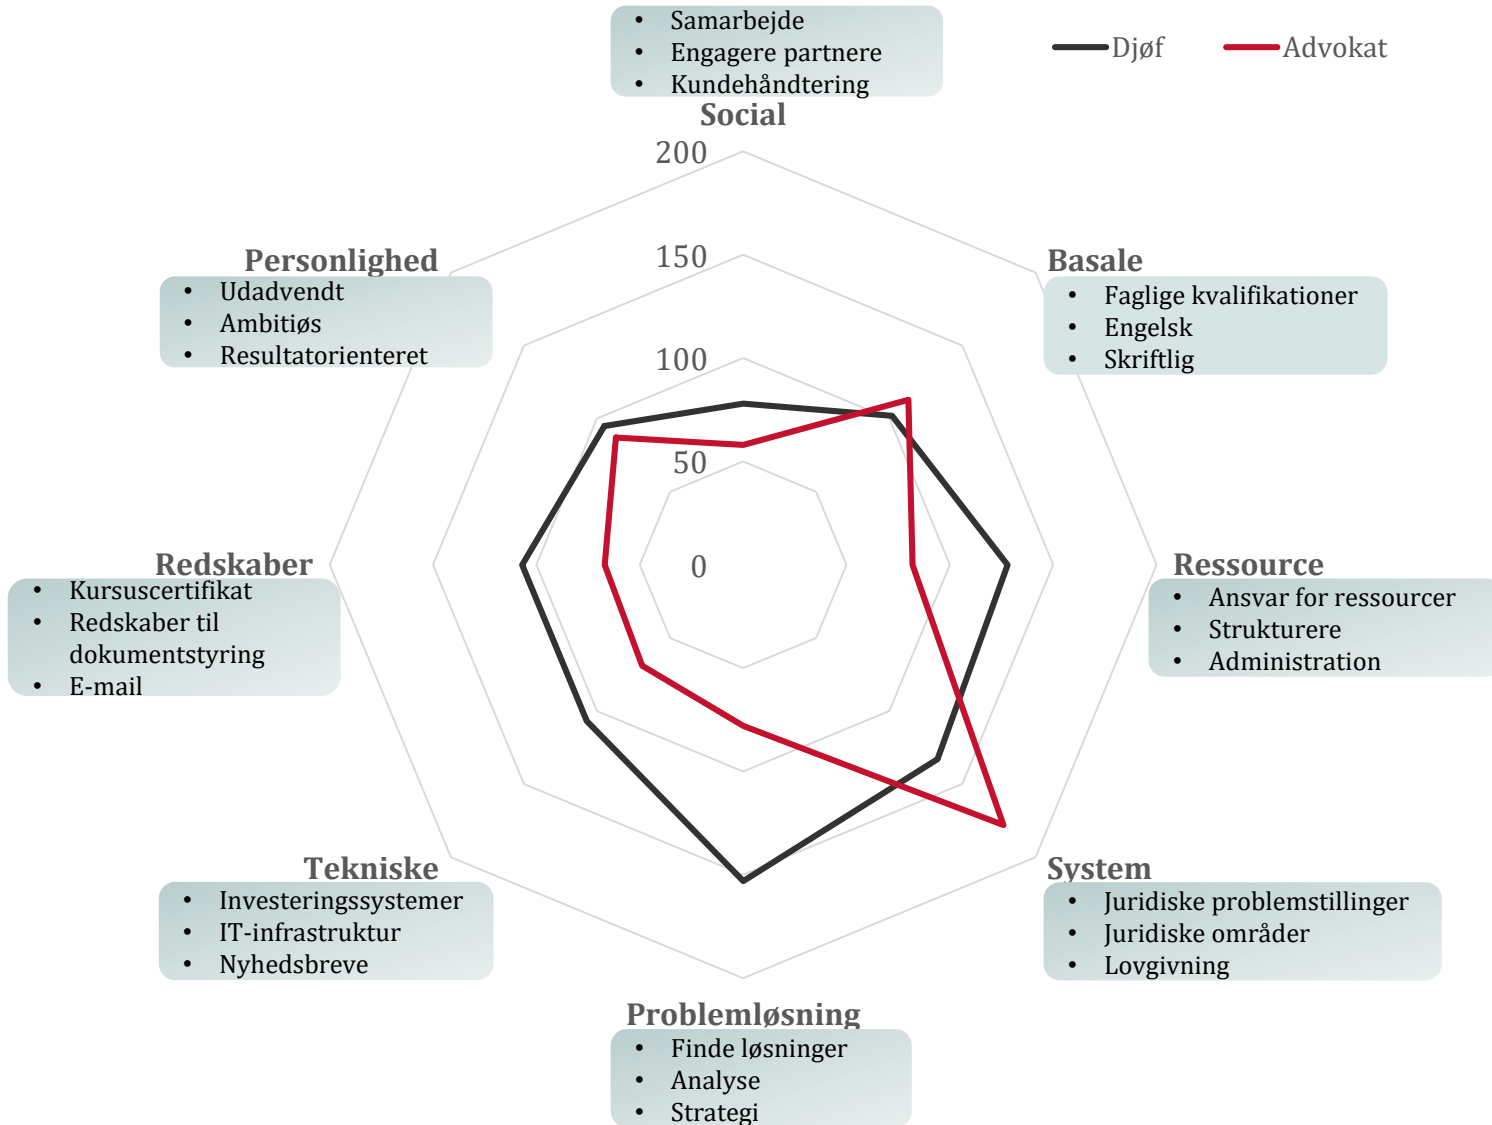 • Samarbejde
• Engagere partnere
• Kundehåndtering
Djøf
Advokat
Social
200
150
100
50
0
Personlighed
• Udadvendt
• Ambitiøs
• Resultatorienteret
Basale
• Faglige kvalifikationer
• Engelsk
• Skriftlig
Redskaber
• Kursuscertifikat
• Redskaber til
dokumentstyring
• E-mail
Ressource
• Ansvar for ressourcer
• Strukturere
• Administration
Tekniske
• Investeringssystemer
• IT-infrastruktur
• Nyhedsbreve
System
• Juridiske problemstillinger
• Juridiske områder
• Lovgivning
Problemløsning
• Finde løsninger
• Analyse
• Strategi